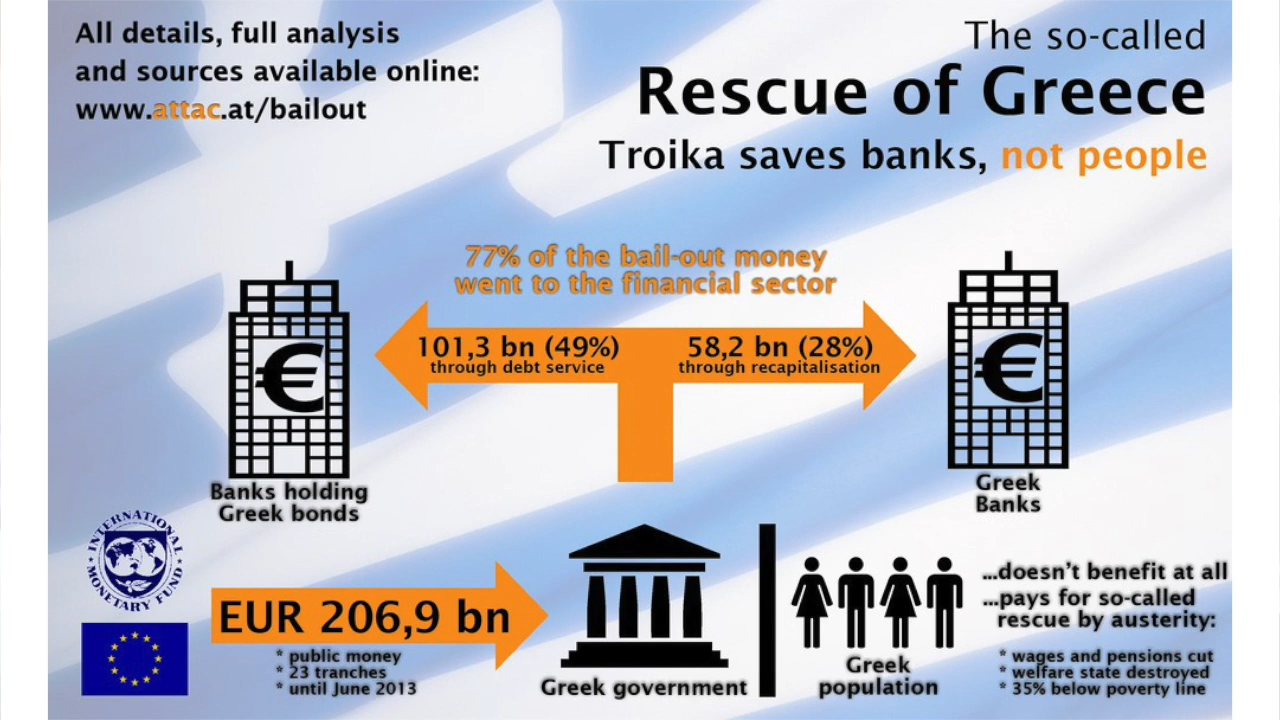 All details, full analysis
and sources available online:
www.attac.at/bailout
The so-called
Rescue of Greece
Troika saves banks, not people
77% of the bail-out money
went to the financial sector
101,3 bn (49%)
through debt service
58,2 bn (28%)
through recapitalisation
€
Banks holding
Greek bonds
€
Greek
Banks
INTERNATIONAL
MONETARY FUND
EUR 206,9 bn
* public money
* 23 tranches
* until June 2013
Greek government
Greek
population
...doesn't benefit at all
...pays for so-called
rescue by austerity:
* wages and pensions cut
* welfare state destroyed
* 35% below poverty line